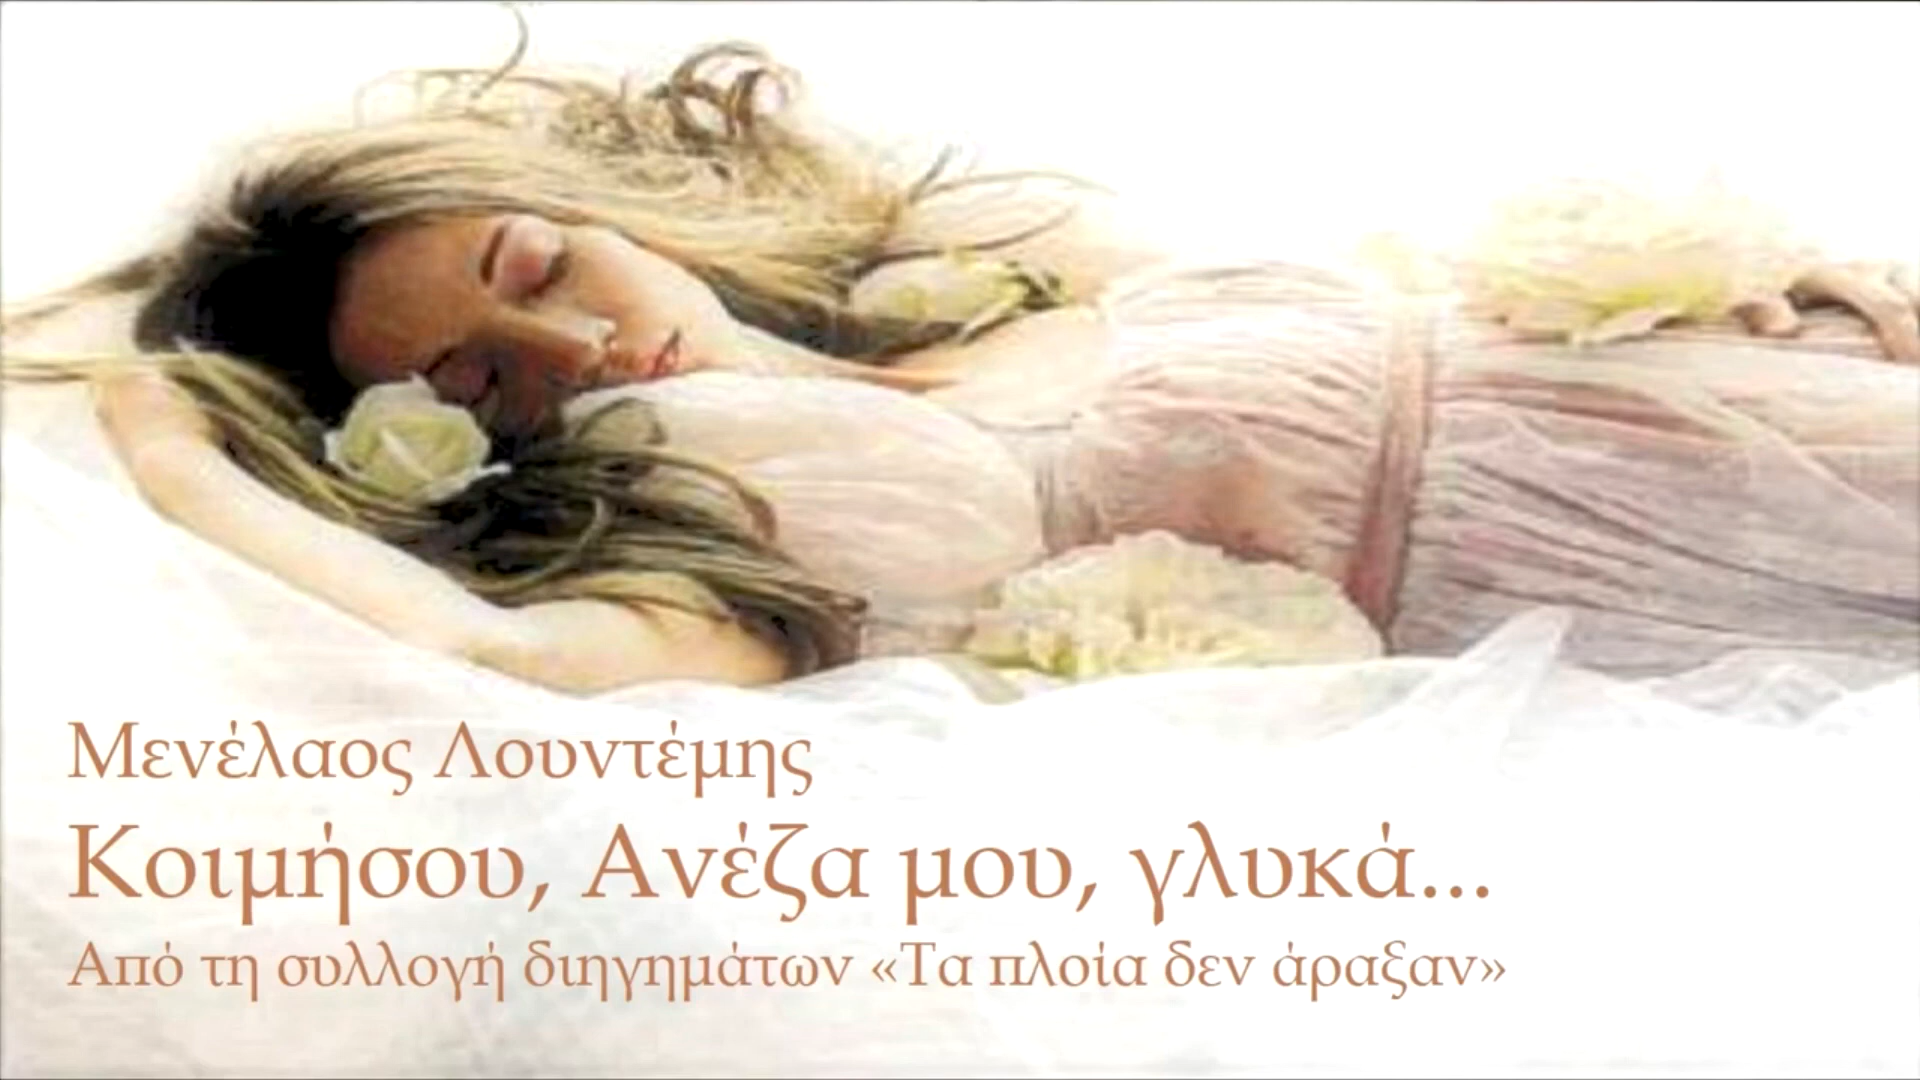 Μενέλαος Λουντέμης
Κοιμήσου, Ανέζα μου, γλυκά...
Από τη συλλογή διηγημάτων «Τα πλοία δεν άραξαν»